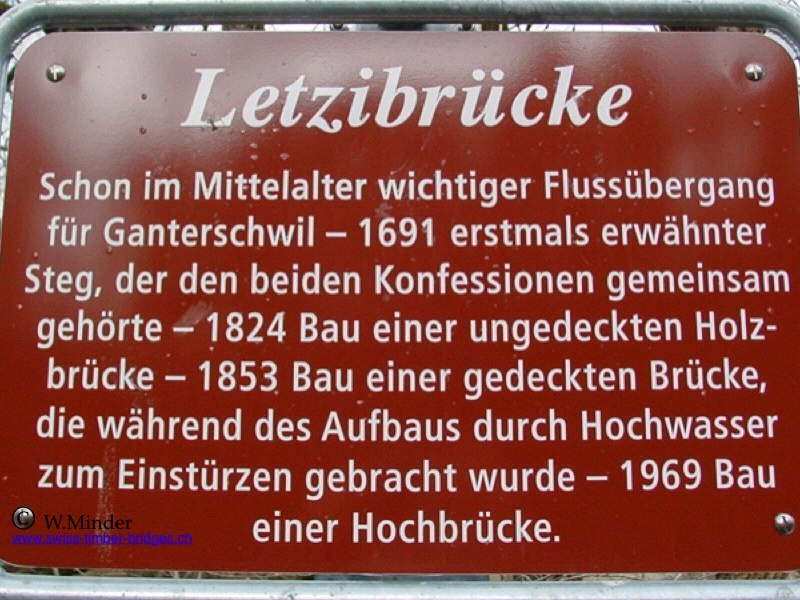 Letzibrücke
Schon im Mittelalter wichtiger Flussübergang
für Ganterschwil – 1691 erstmals erwähnter
Steg, der den beiden Konfessionen gemeinsam
gehörte – 1824 Bau einer ungedeckten Holz-
brücke – 1853 Bau einer gedeckten Brücke,
die während des Aufbaus durch Hochwasser
zum Einstürzen gebracht wurde – 1969 Bau
einer Hochbrücke.
© W.Minder
www.swiss-timber-bridges.ch